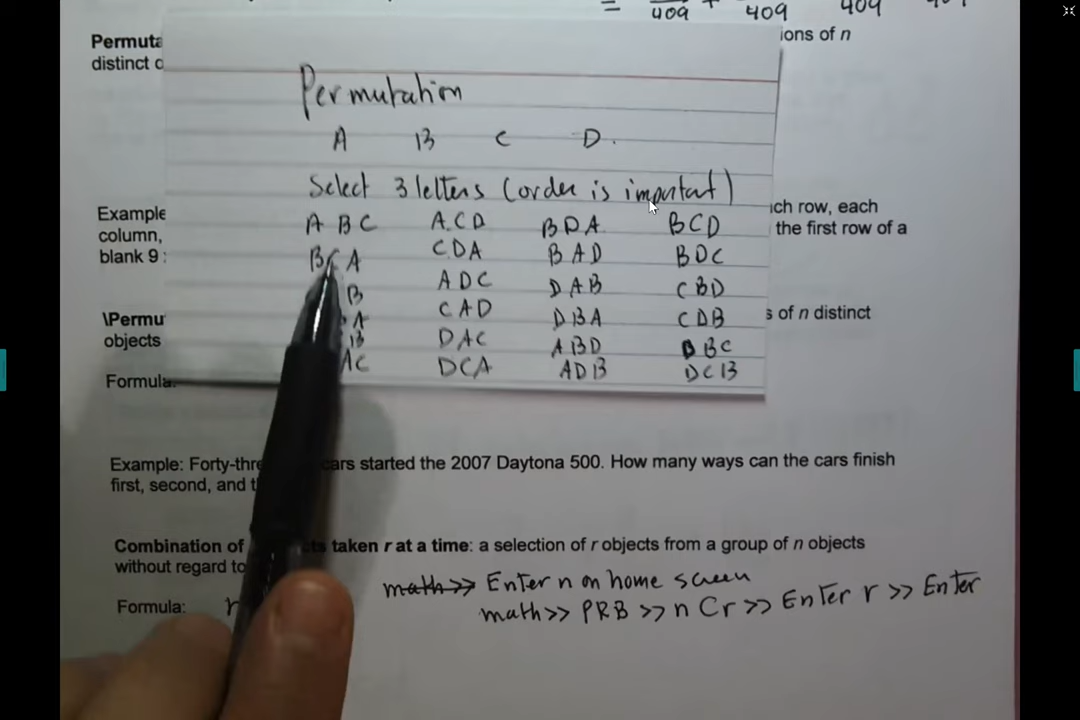 = 409 + 409 409
Permuta ions of n
distinct
Permutation
A B C D.
Select 3 letters (order is important)
A B C A.C D B D A B C D
B C A C D A B A D B D C
B A D C D A B C B D
A C A D D B A C D B
B D A C A B D D B C
A C D C A A D B D C B
Example ich row, each
column, the first row of a
blank 9
\Permu s of n distinct
objects
Formula:
Example: Forty-thre cars started the 2007 Daytona 500. How many ways can the cars finish
first, second, and t
Combination of ts taken r at a time: a selection of r objects from a group of n objects
without regard to
math >> Enter n on home screen
Formula: n math >> PRB >> n Cr >> Enter r >> Enter